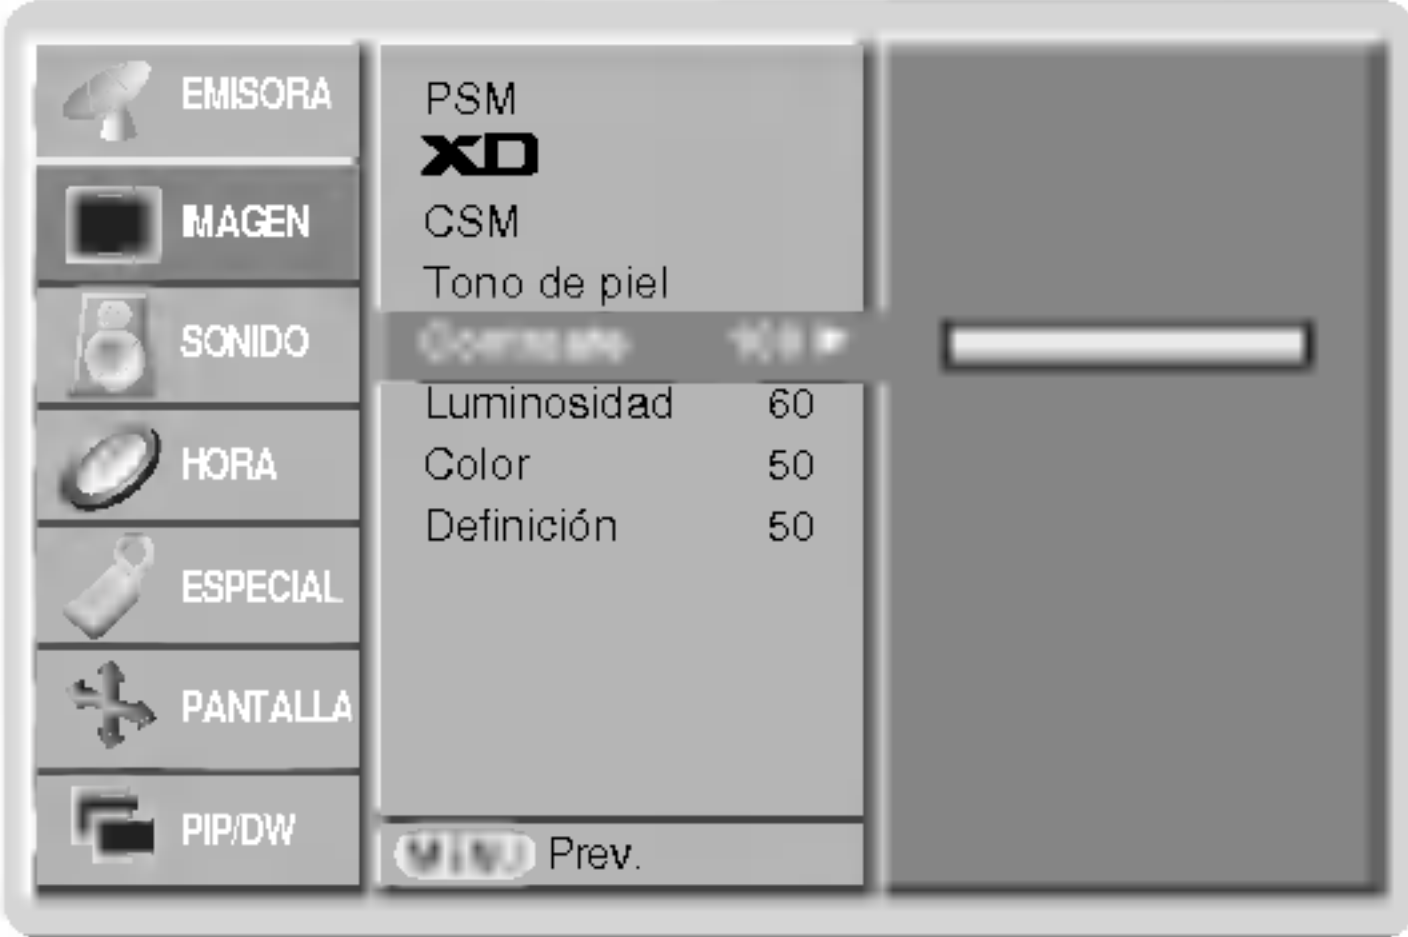 EMISORA
IMAGEN
SONIDO
HORA
ESPECIAL
PANTALLA
PIP/DW
PSM
XD
CSM
Tono de piel
Luminosidad 60
Color 50
Definición 50
Prev.